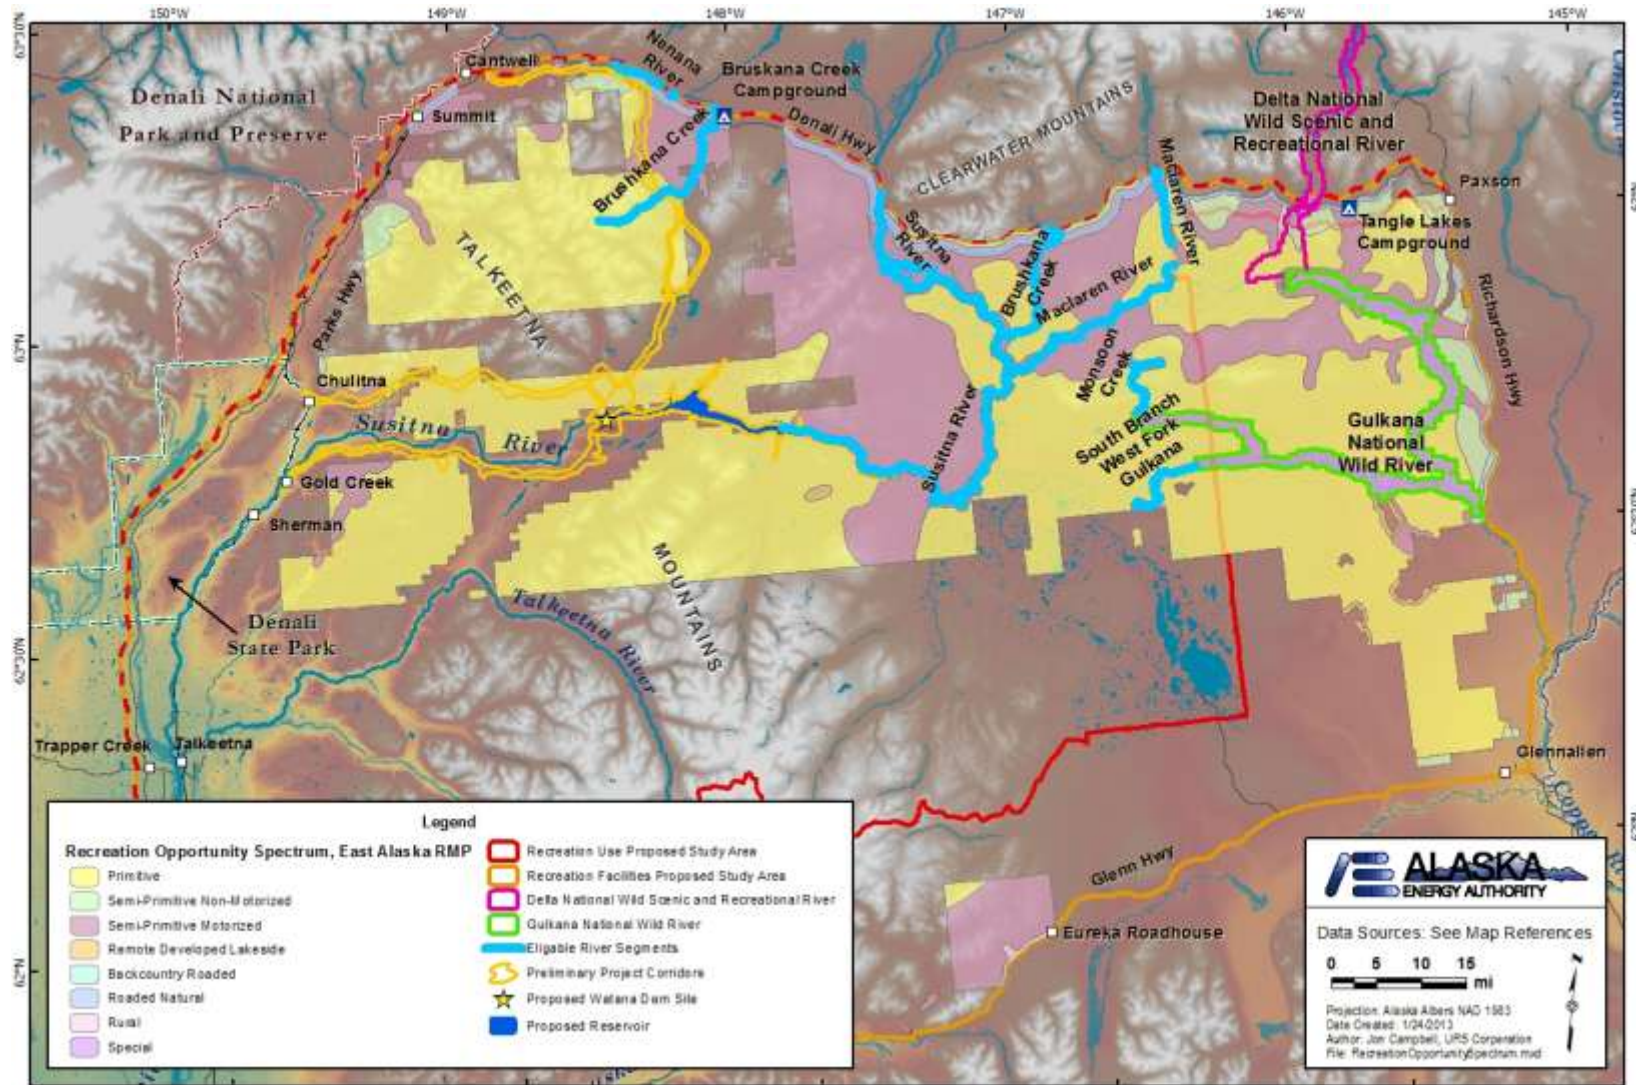 150°W
149°W
148°W
147°W
146°W
145°W
63°N
62°30'N
62°N
Cantwell
Nenana
River
Bruskana Creek
Campground
Denali National
Park and Preserve
Summit
Denali Hwy
CLEARWATER MOUNTAINS
Delta National
Wild Scenic and
Recreational River
Maclaren River
Paxson
Brushkana Creek
Tangle Lakes
Campground
Susitna
River
Brushkana
Creek
Maclaren River
TALKEETNA
Parks Hwy
Richardson Hwy
Chulitna
Monsoon
Creek
Susitna River
South Branch
West Fork
Gulkana
Gulkana
National
Wild River
Susitna River
Gold Creek
Sherman
MOUNTAINS
Denali
State Park
Talkeetna River
Trapper Creek
Talkeetna
Glennallen
Glenn Hwy
Eureka Roadhouse
Legend
Recreation Opportunity Spectrum, East Alaska RMP
Primitive
Semi-Primitive Non-Motorized
Semi-Primitive Motorized
Remote Developed Lakeside
Backcountry Roaded
Roaded Natural
Rural
Special
Recreation Use Proposed Study Area
Recreation Facilities Proposed Study Area
Delta National Wild Scenic and Recreational River
Gulkana National Wild River
Eligable River Segments
Preliminary Project Corridors
Proposed Watana Dam Site
Proposed Reservoir
ALASKA
ENERGY AUTHORITY
Data Sources: See Map References
0 5 10 15
mi
N
Projection: Alaska Albers NAD 1983
Date Created: 1/24/2013
Author: Jon Campbell, URS Corporation
File: RecreationOpportunitySpectrum.mxd